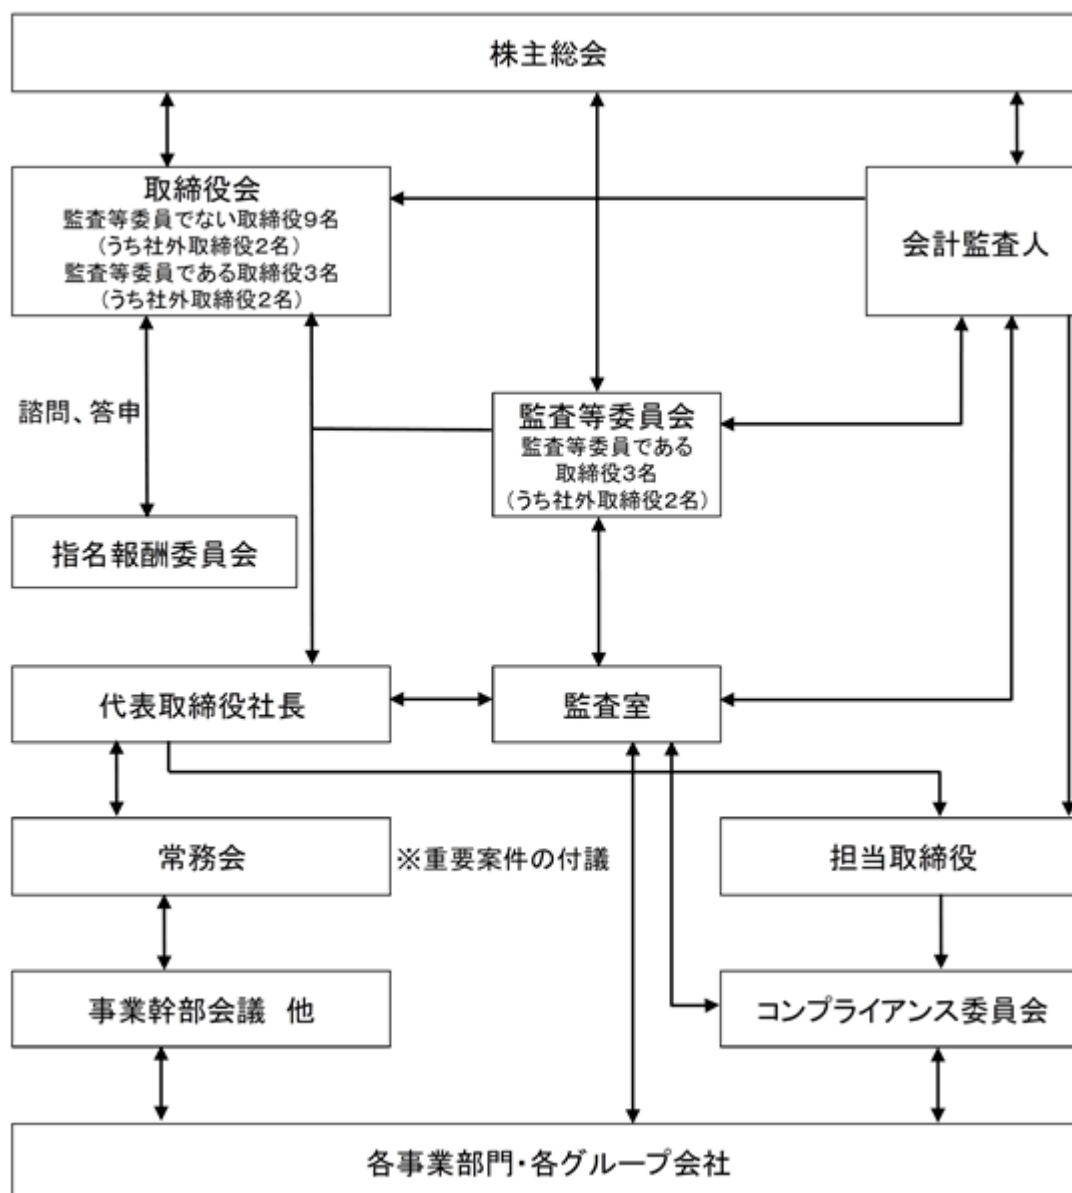 株主総会
取締役会
監査等委員でない取締役9名
(うち社外取締役2名)
監査等委員である取締役3名
(うち社外取締役2名)
会計監査人
諮問、答申
監査等委員会
監査等委員である
取締役3名
(うち社外取締役2名)
指名報酬委員会
代表取締役社長
監査室
常務会
※重要案件の付議
担当取締役
事業幹部会議 他
コンプライアンス委員会
各事業部門・各グループ会社